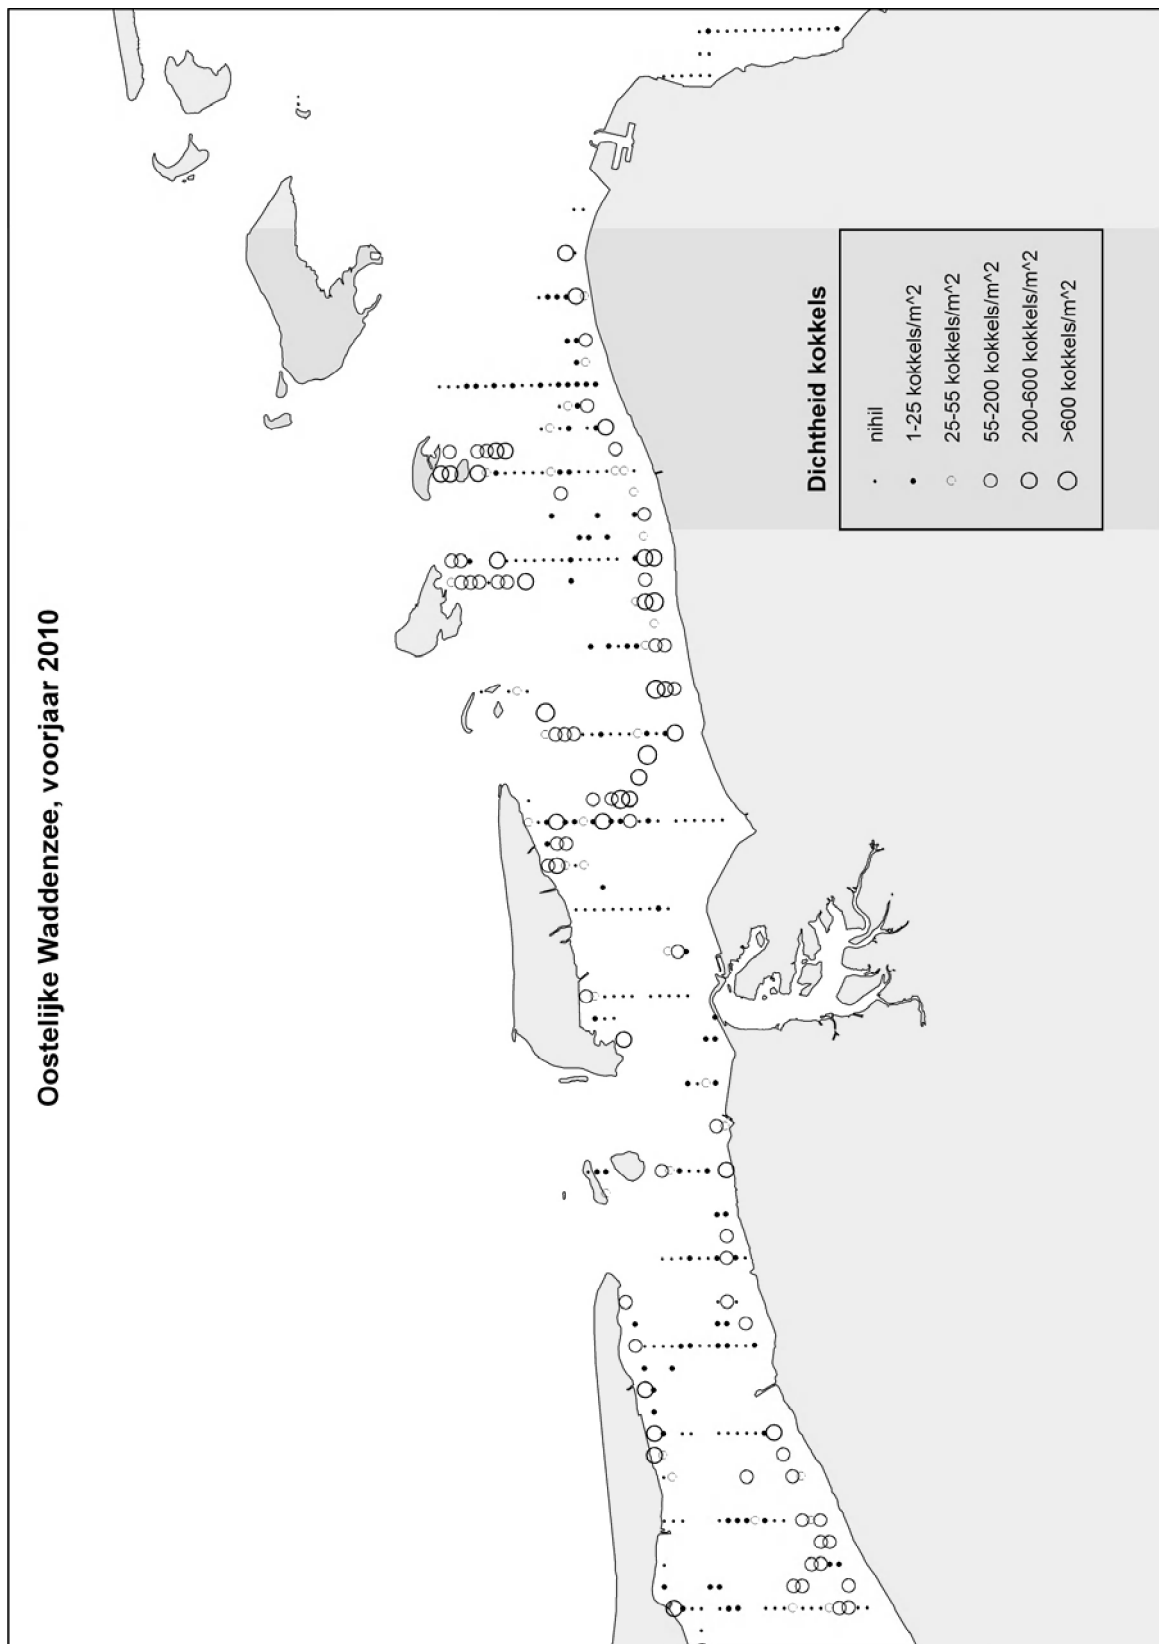 Oostelijke Waddenzee, voorjaar 2010
Dichtheid kokkels
nihil
1-25 kokkels/m^2
25-55 kokkels/m^2
55-200 kokkels/m^2
200-600 kokkels/m^2
>600 kokkels/m^2